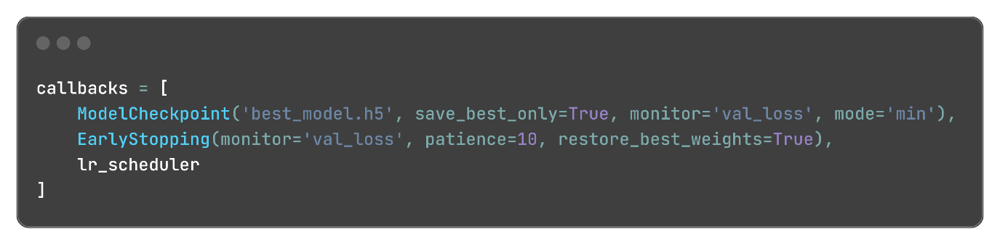 callbacks = [
    ModelCheckpoint('best_model.h5', save_best_only=True, monitor='val_loss', mode='min'),
    EarlyStopping(monitor='val_loss', patience=10, restore_best_weights=True),
    lr_scheduler
]